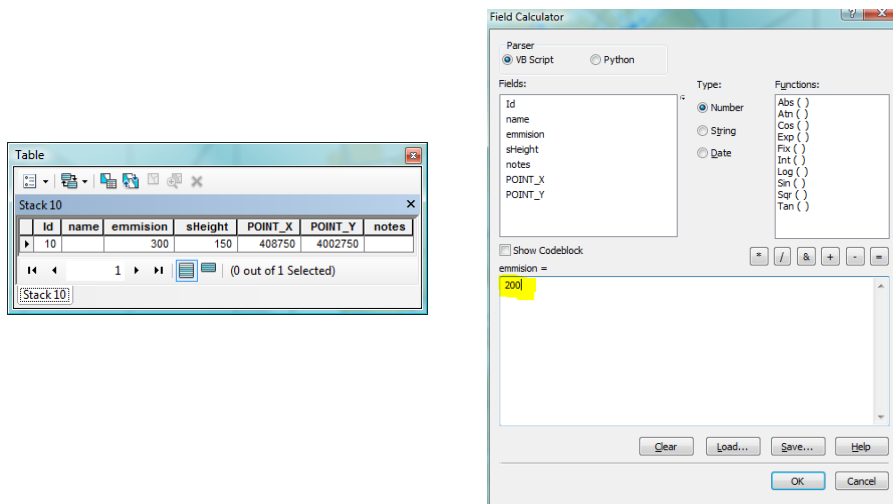 Table
Stack 10
Id name emmision sHeight POINT_X POINT_Y notes
10 300 150 408750 4002750
1 (0 out of 1 Selected)
Stack 10
Field Calculator
Parser
VB Script Python
Fields:
Id
name
emmision
sHeight
notes
POINT_X
POINT_Y
Type:
Number
String
Date
Functions:
Abs ( )
Atn ( )
Cos ( )
Exp ( )
Fix ( )
Int ( )
Log ( )
Sin ( )
Sqr ( )
Tan ( )
Show Codeblock
* / & + - =
emmision =
200
Clear Load... Save... Help
OK Cancel